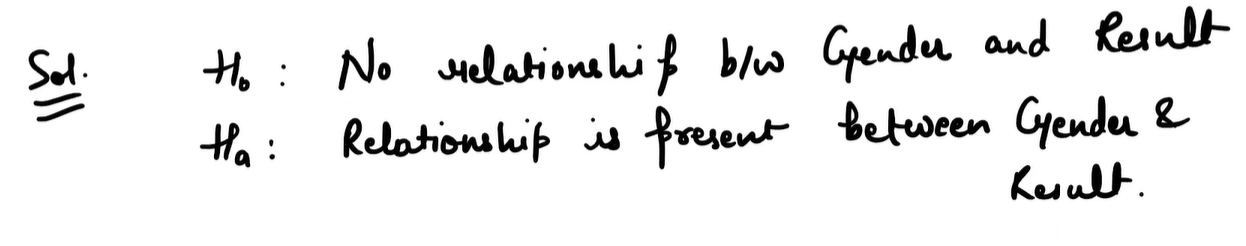 Sol. H₀ : No relationship b/w Gender and Result
Hₐ : Relationship is present between Gender &
Result.